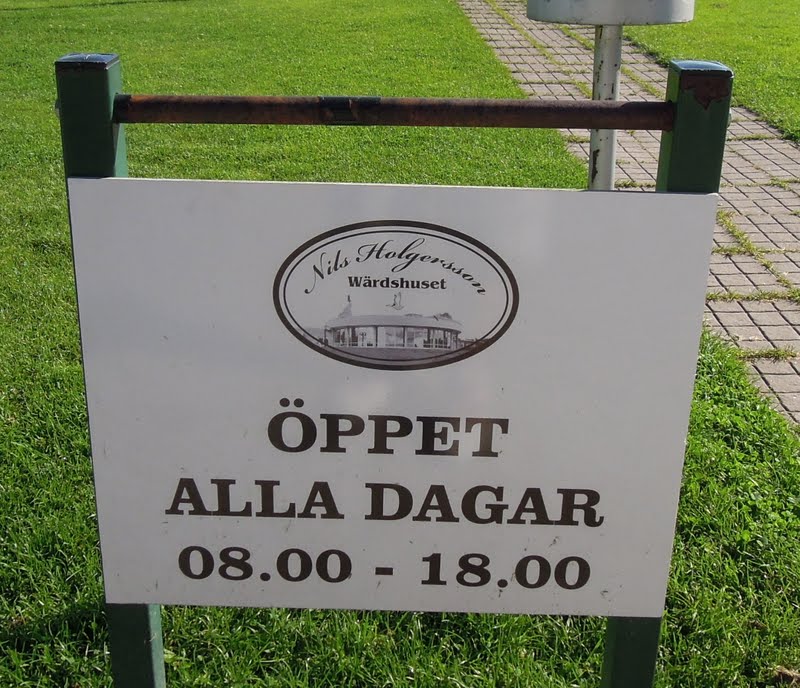 Nils Holgersson
Wärdshuset
ÖPPET
ALLA DAGAR
08.00 - 18.00